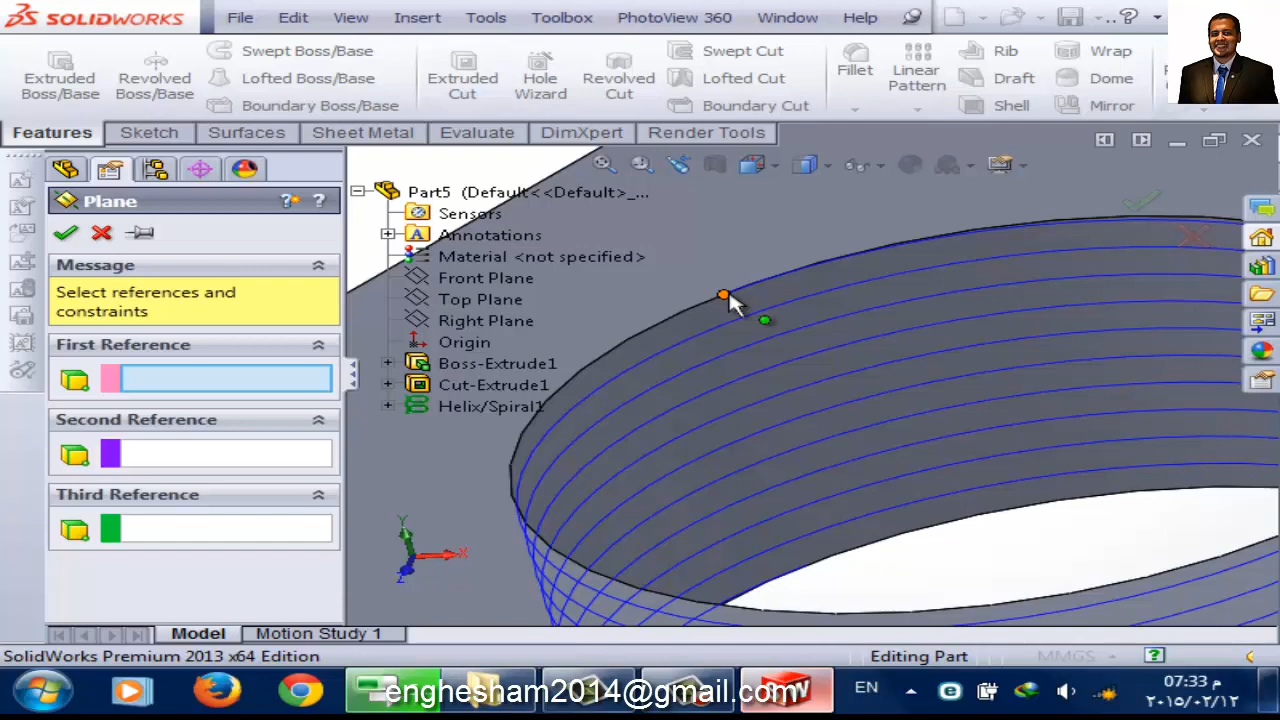 SOLIDWORKS File Edit View Insert Tools Toolbox PhotoView 360 Window Help
Extruded Boss/Base Revolved Boss/Base Swept Boss/Base Lofted Boss/Base Boundary Boss/Base Extruded Cut Hole Wizard Revolved Cut Swept Cut Lofted Cut Boundary Cut Fillet Linear Pattern Rib Draft Shell Wrap Dome Mirror
Features Sketch Surfaces Sheet Metal Evaluate DimXpert Render Tools
Plane
Message
Select references and
constraints
First Reference
Second Reference
Third Reference
Part5 (Default<<Default>_...
Sensors
Annotations
Material <not specified>
Front Plane
Top Plane
Right Plane
Origin
Boss-Extrude1
Cut-Extrude1
Helix/Spiral1
Y
X
Z
Model Motion Study 1
SolidWorks Premium 2013 x64 Edition Editing Part MMGS
enghesham2014@gmail.com
EN
07:33 م
٢٠١٥/٠٢/١٢